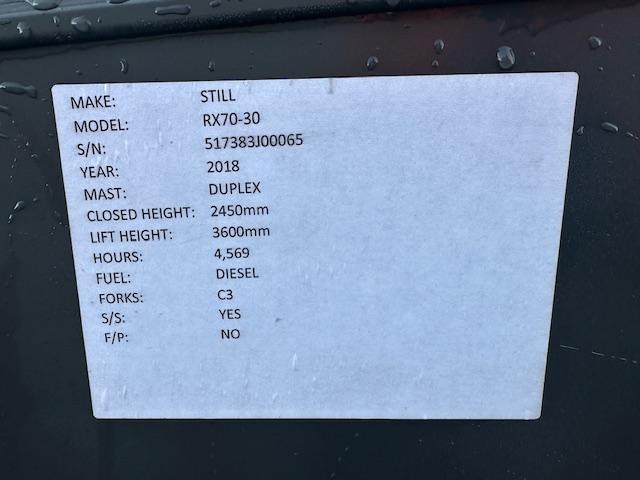 MAKE: STILL
MODEL: RX70-30
S/N: 517383J00065
YEAR: 2018
MAST: DUPLEX
CLOSED HEIGHT: 2450mm
LIFT HEIGHT: 3600mm
HOURS: 4,569
FUEL: DIESEL
FORKS: C3
S/S: YES
F/P: NO